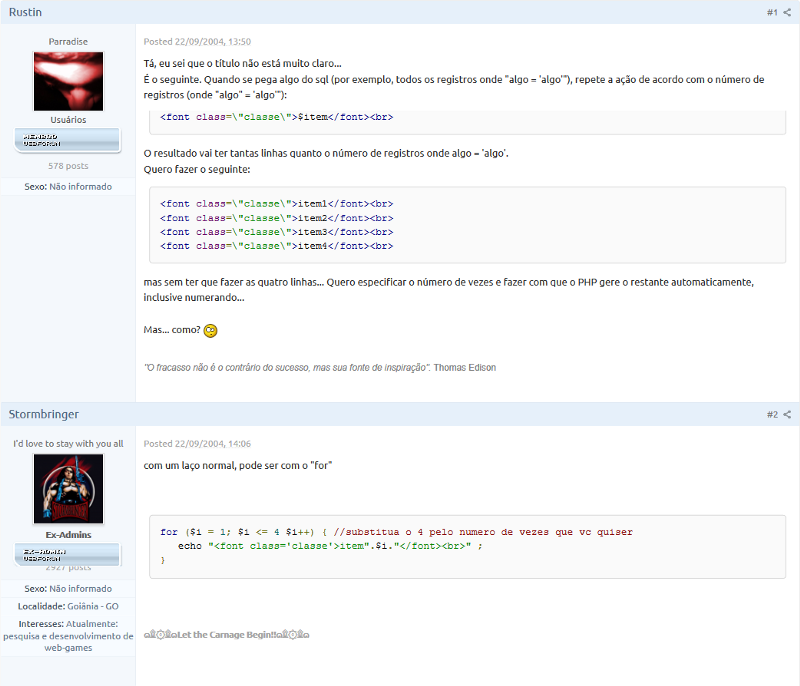 Rustin
#1
Parradise
Usuários
MEMBRO
WEBFORUM
578 posts
Sexo: Não informado
Posted 22/09/2004, 13:50
Tá, eu sei que o título não está muito claro...
É o seguinte. Quando se pega algo do sql (por exemplo, todos os registros onde "algo = 'algo'"), repete a ação de acordo com o número de
registros (onde "algo" = 'algo'"):
<font class=\"classe\">$item</font><br>
O resultado vai ter tantas linhas quanto o número de registros onde algo = 'algo'.
Quero fazer o seguinte:
<font class=\"classe\">item1</font><br>
<font class=\"classe\">item2</font><br>
<font class=\"classe\">item3</font><br>
<font class=\"classe\">item4</font><br>
mas sem ter que fazer as quatro linhas... Quero especificar o número de vezes e fazer com que o PHP gere o restante automaticamente,
inclusive numerando...
Mas... como?
"O fracasso não é o contrário do sucesso, mas sua fonte de inspiração". Thomas Edison
Stormbringer
#2
I'd love to stay with you all
Ex-Admins
EX-ADMIN
WEBFORUM
2927 posts
Sexo: Não informado
Localidade: Goiânia - GO
Interesses: Atualmente:
pesquisa e desenvolvimento de
web-games
Posted 22/09/2004, 14:06
com um laço normal, pode ser com o "for"
for ($i = 1; $i <= 4 $i++) { //substitua o 4 pelo numero de vezes que vc quiser
echo "<font class='classe'>item".$i."</font><br>" ;
}
Let the Carnage Begin!!